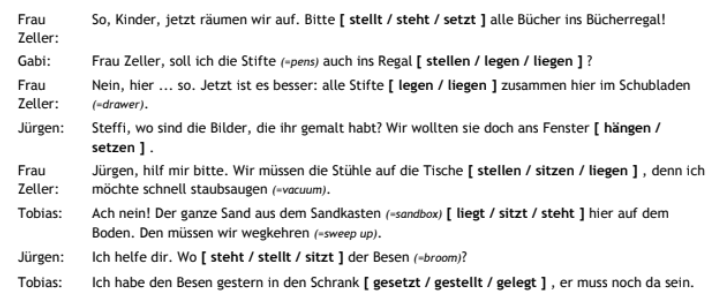 Frau Zeller: So, Kinder, jetzt räumen wir auf. Bitte [ stellt / steht / setzt ] alle Bücher ins Bücherregal!
Gabi: Frau Zeller, soll ich die Stifte (=pens) auch ins Regal [ stellen / legen / liegen ] ?
Frau Zeller: Nein, hier ... so. Jetzt ist es besser: alle Stifte [ legen / liegen ] zusammen hier im Schubladen
(=drawer).
Jürgen: Steffi, wo sind die Bilder, die ihr gemalt habt? Wir wollten sie doch ans Fenster [ hängen /
setzen ] .
Frau Zeller: Jürgen, hilf mir bitte. Wir müssen die Stühle auf die Tische [ stellen / sitzen / liegen ] , denn ich
möchte schnell staubsaugen (=vacuum).
Tobias: Ach nein! Der ganze Sand aus dem Sandkasten (=sandbox) [ liegt / sitzt / steht ] hier auf dem
Boden. Den müssen wir wegkehren (=sweep up).
Jürgen: Ich helfe dir. Wo [ steht / stellt / sitzt ] der Besen (=broom)?
Tobias: Ich habe den Besen gestern in den Schrank [ gesetzt / gestellt / gelegt ] , er muss noch da sein.